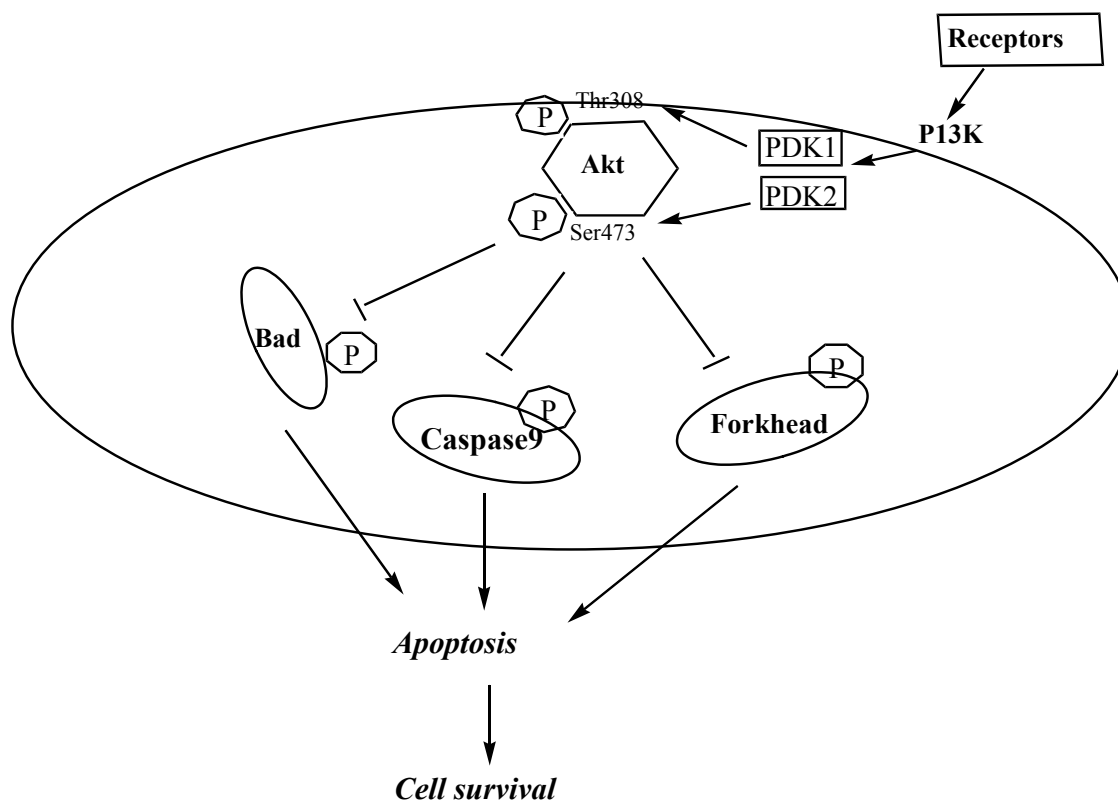 Receptors
P13K
Thr308
P
PDK1
Akt
PDK2
P
Ser473
Bad
P
P
Caspase9
P
Forkhead
Apoptosis
Cell survival